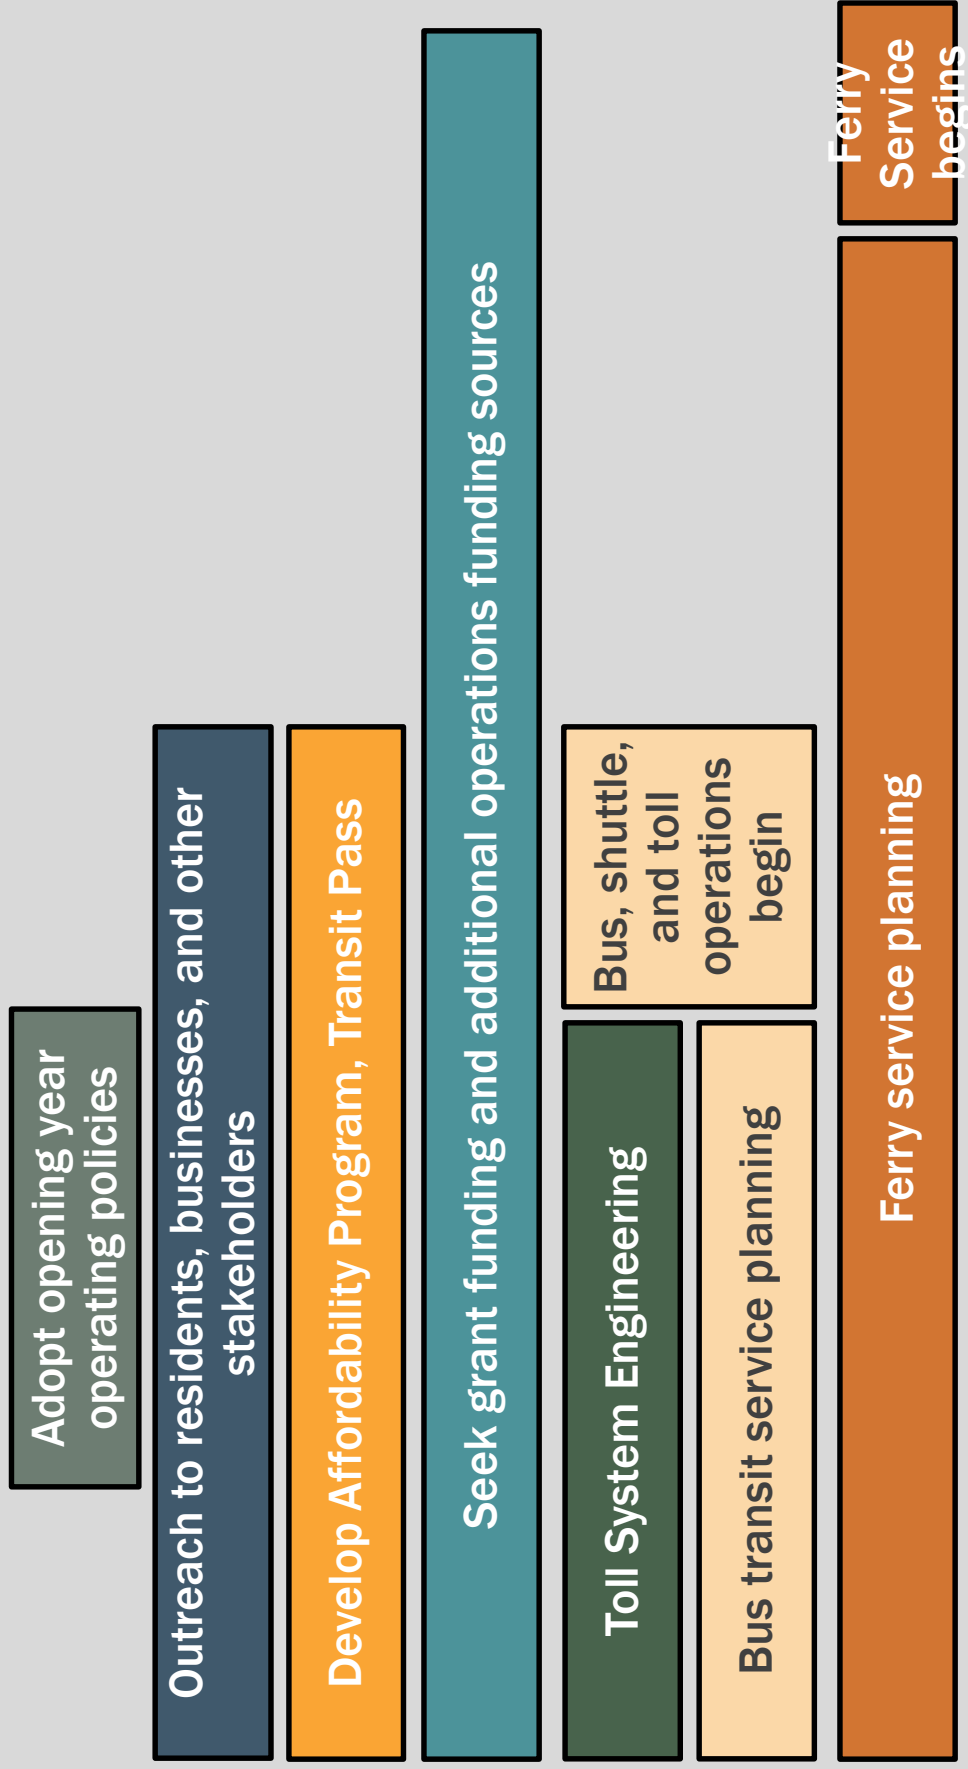 Adopt opening year
operating policies
Outreach to residents, businesses, and other
stakeholders
Develop Affordability Program, Transit Pass
Seek grant funding and additional operations funding sources
Toll System Engineering
Bus transit service planning
Bus, shuttle,
and toll
operations
begin
Ferry service planning
Ferry
Service
begins